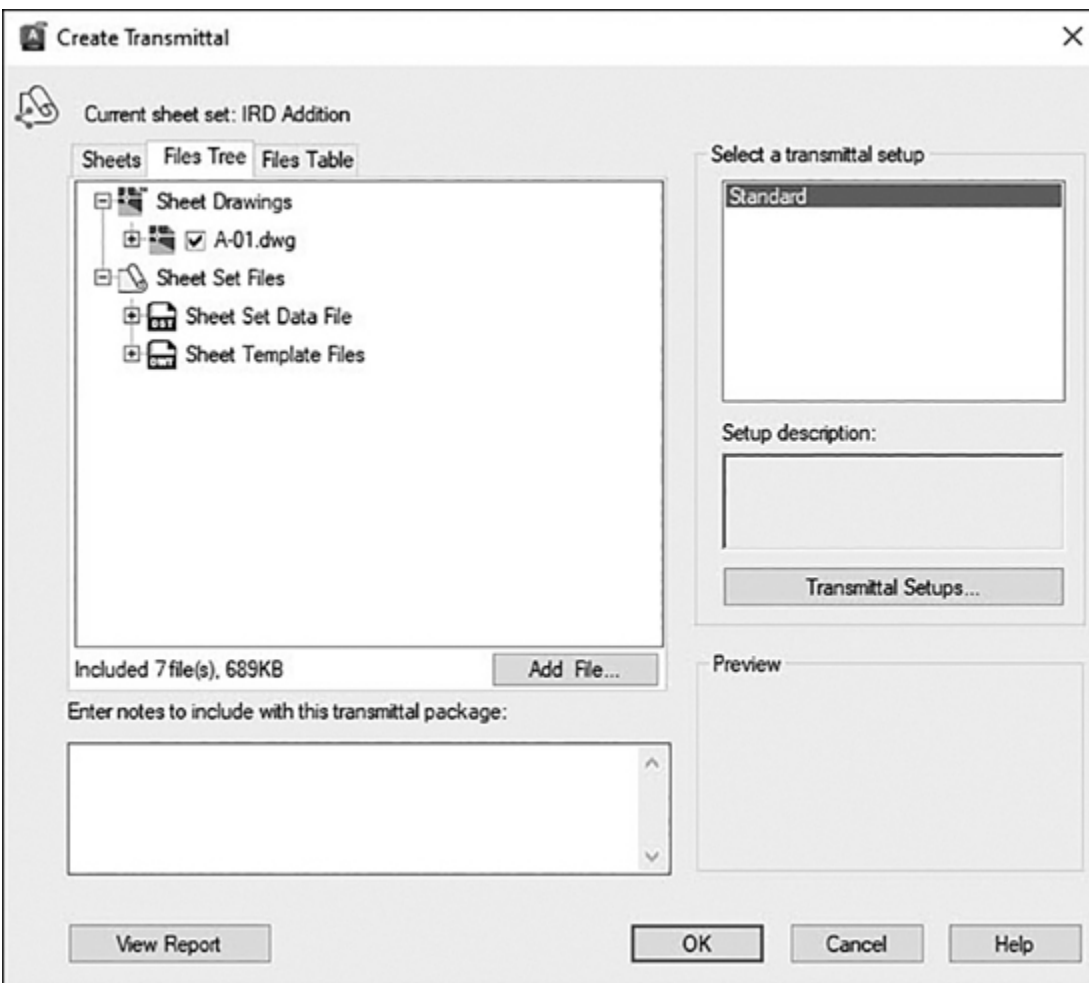 Create Transmittal
Current sheet set: IRD Addition
Sheets Files Tree Files Table
Sheet Drawings
A-01.dwg
Sheet Set Files
DST Sheet Set Data File
DWT Sheet Template Files
Included 7 file(s), 689KB
Add File...
Enter notes to include with this transmittal package:
Select a transmittal setup
Standard
Setup description:
Transmittal Setups...
Preview
View Report
OK
Cancel
Help